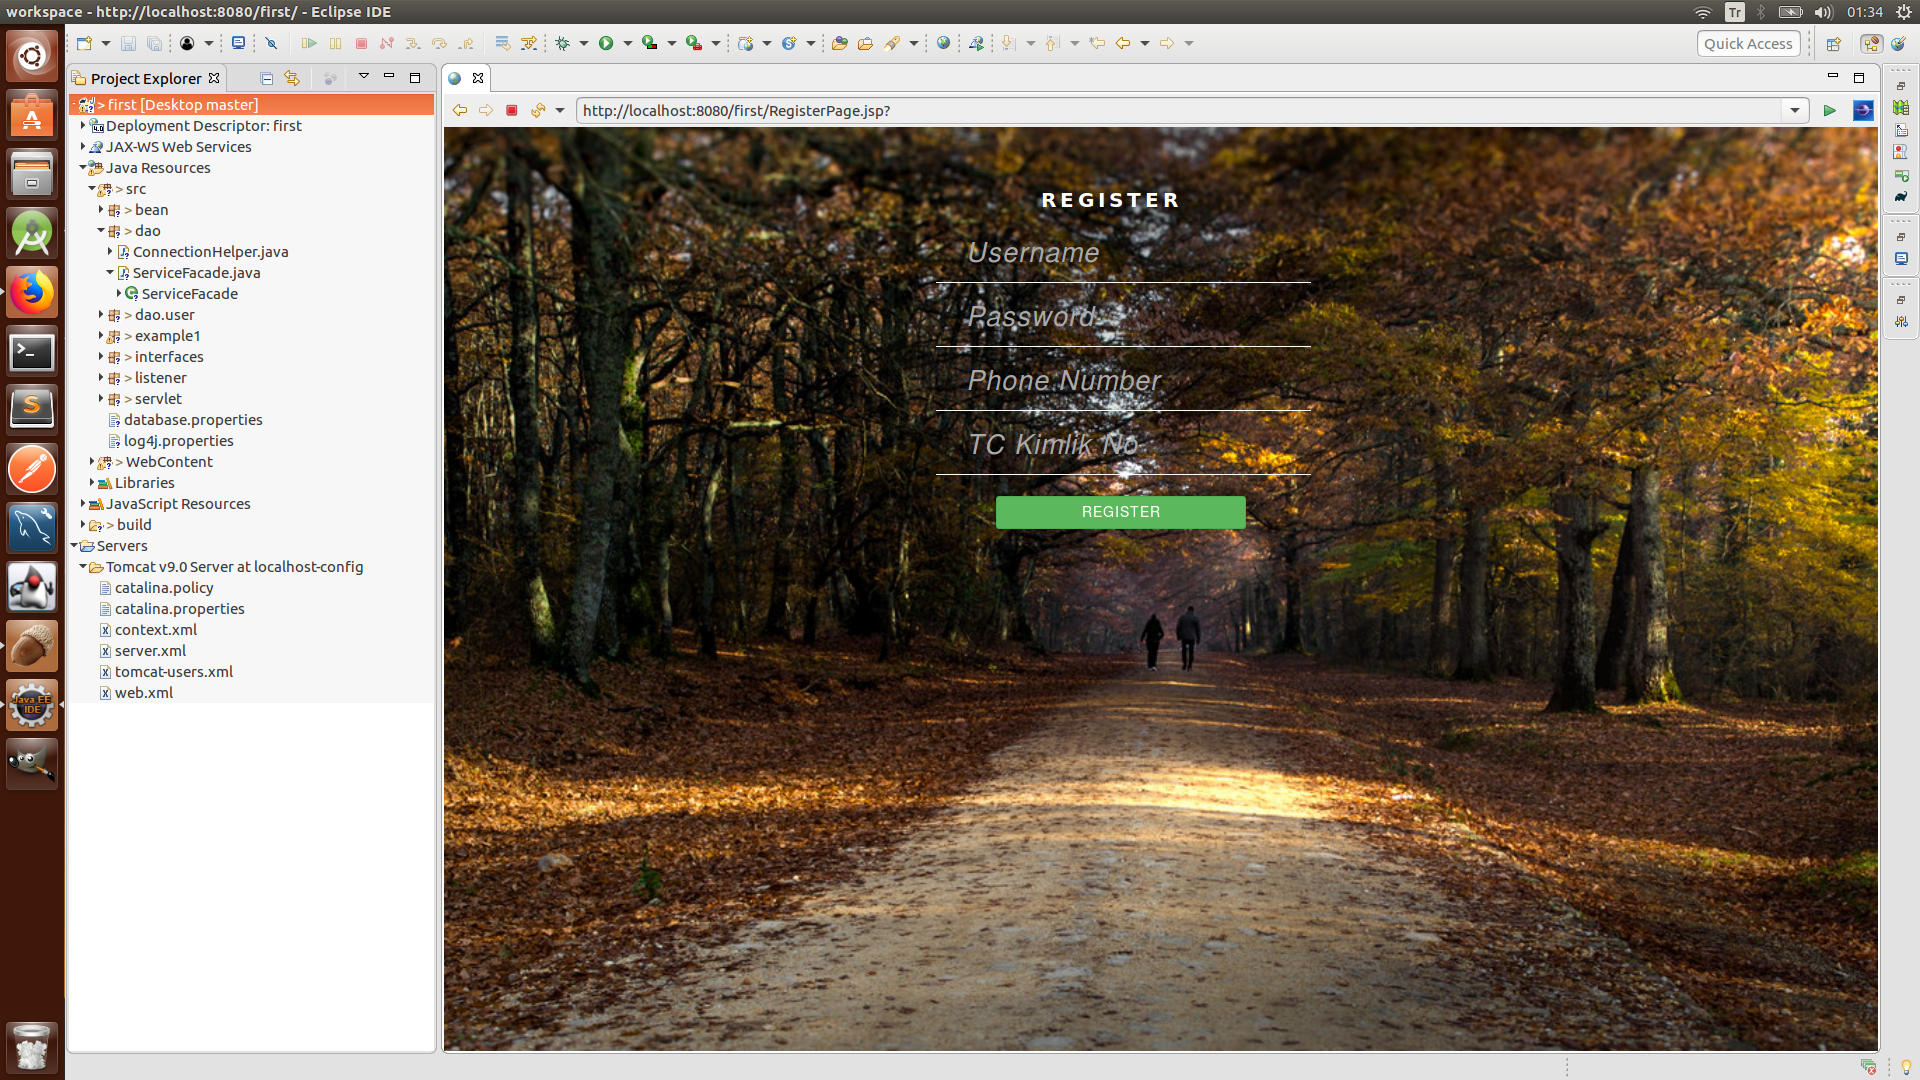 workspace - http://localhost:8080/first/ - Eclipse IDE
Tr
01:34
Quick Access
Project Explorer
> first [Desktop master]
Deployment Descriptor: first
JAX-WS Web Services
Java Resources
> src
> bean
> dao
ConnectionHelper.java
ServiceFacade.java
ServiceFacade
> dao.user
> example1
> interfaces
> listener
> servlet
database.properties
log4j.properties
> WebContent
Libraries
JavaScript Resources
> build
Servers
Tomcat v9.0 Server at localhost-config
catalina.policy
catalina.properties
context.xml
server.xml
tomcat-users.xml
web.xml
http://localhost:8080/first/RegisterPage.jsp?
REGISTER
Username
Password
Phone Number
TC Kimlik No
REGISTER
Java EE
IDE